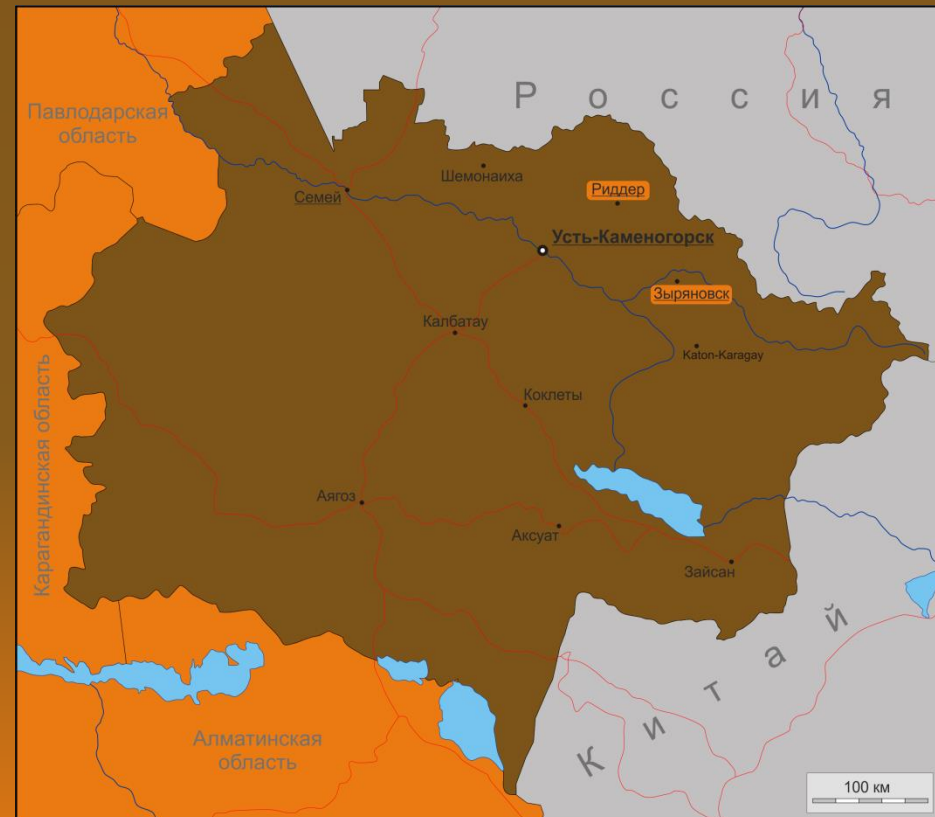 Россия
Павлодарская
область
Шемонаиха
Семей
Риддер
Усть-Каменогорск
Зыряновск
Калбатау
Katon-Karagay
Карагандинская область
Коклеты
Аягоз
Аксуат
Зайсан
Китай
Алматинская
область
100 км